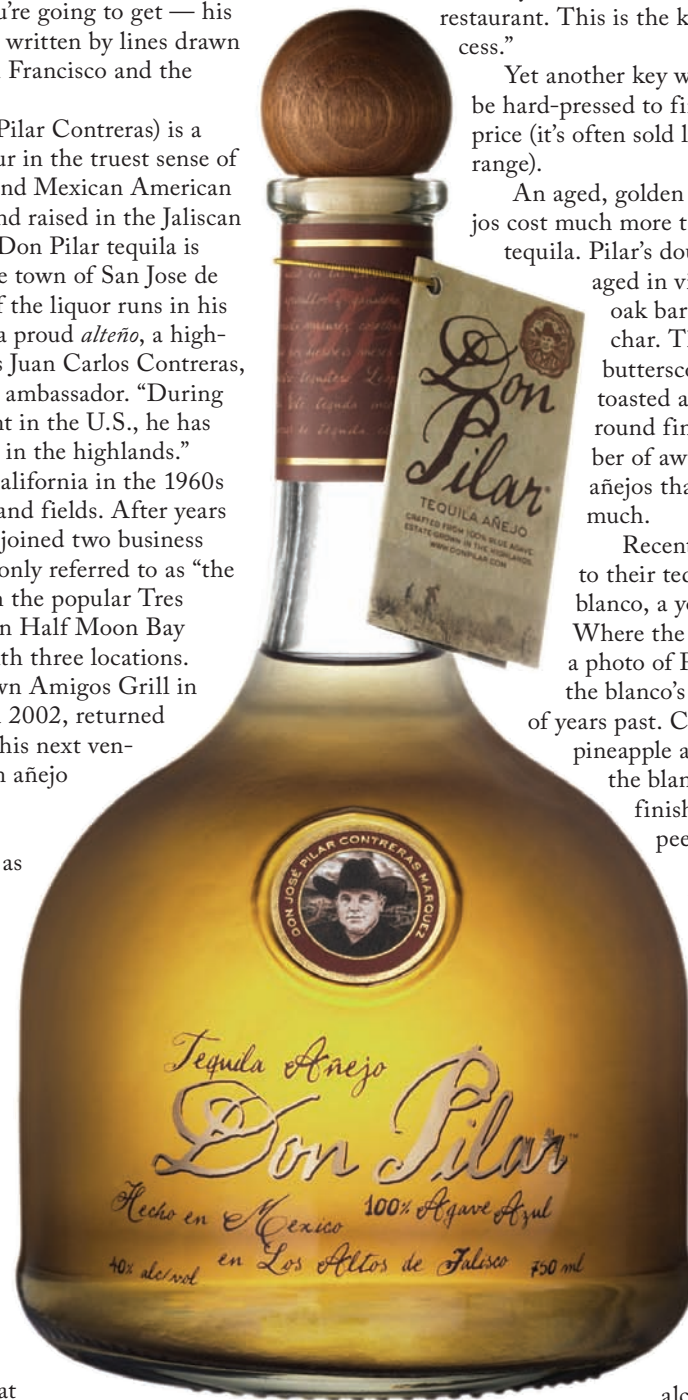 u're going to get — his
written by lines drawn
Francisco and the
Pilar Contreras) is a
ur in the truest sense of
nd Mexican American
nd raised in the Jaliscan
Don Pilar tequila is
e town of San Jose de
f the liquor runs in his
a proud alteño, a high-
s Juan Carlos Contreras,
ambassador. “During
nt in the U.S., he has
in the highlands.”
alifornia in the 1960s
and fields. After years
joined two business
only referred to as “the
n the popular Tres
n Half Moon Bay
ith three locations.
wn Amigos Grill in
2002, returned
his next ven-
n añejo
as
at
restaurant. This is the k
cess.”
Yet another key w
be hard-pressed to fi
price (it’s often sold l
range).
An aged, golden
jos cost much more t
tequila. Pilar’s dou
aged in vi
oak bar
char. T
buttersco
toasted a
round fin
ber of aw
añejos tha
much.
Recent
to their teq
blanco, a y
Where the
a photo of
the blanco’s
of years past. C
pineapple a
the blan
finish
pee
alc
Don
Pilar
TEQUILA AÑEJO
CRAFTED FROM 100% BLUE AGAVE
ESTATE-GROWN IN THE HIGHLANDS
WWW.DONPILAR.COM
DON JOSÉ PILAR CONTRERAS MARQUEZ
Tequila Añejo
Don Pilar™
Hecho en Mexico 100% Agave Azul
40% alc/vol en Los Altos de Jalisco 750 ml